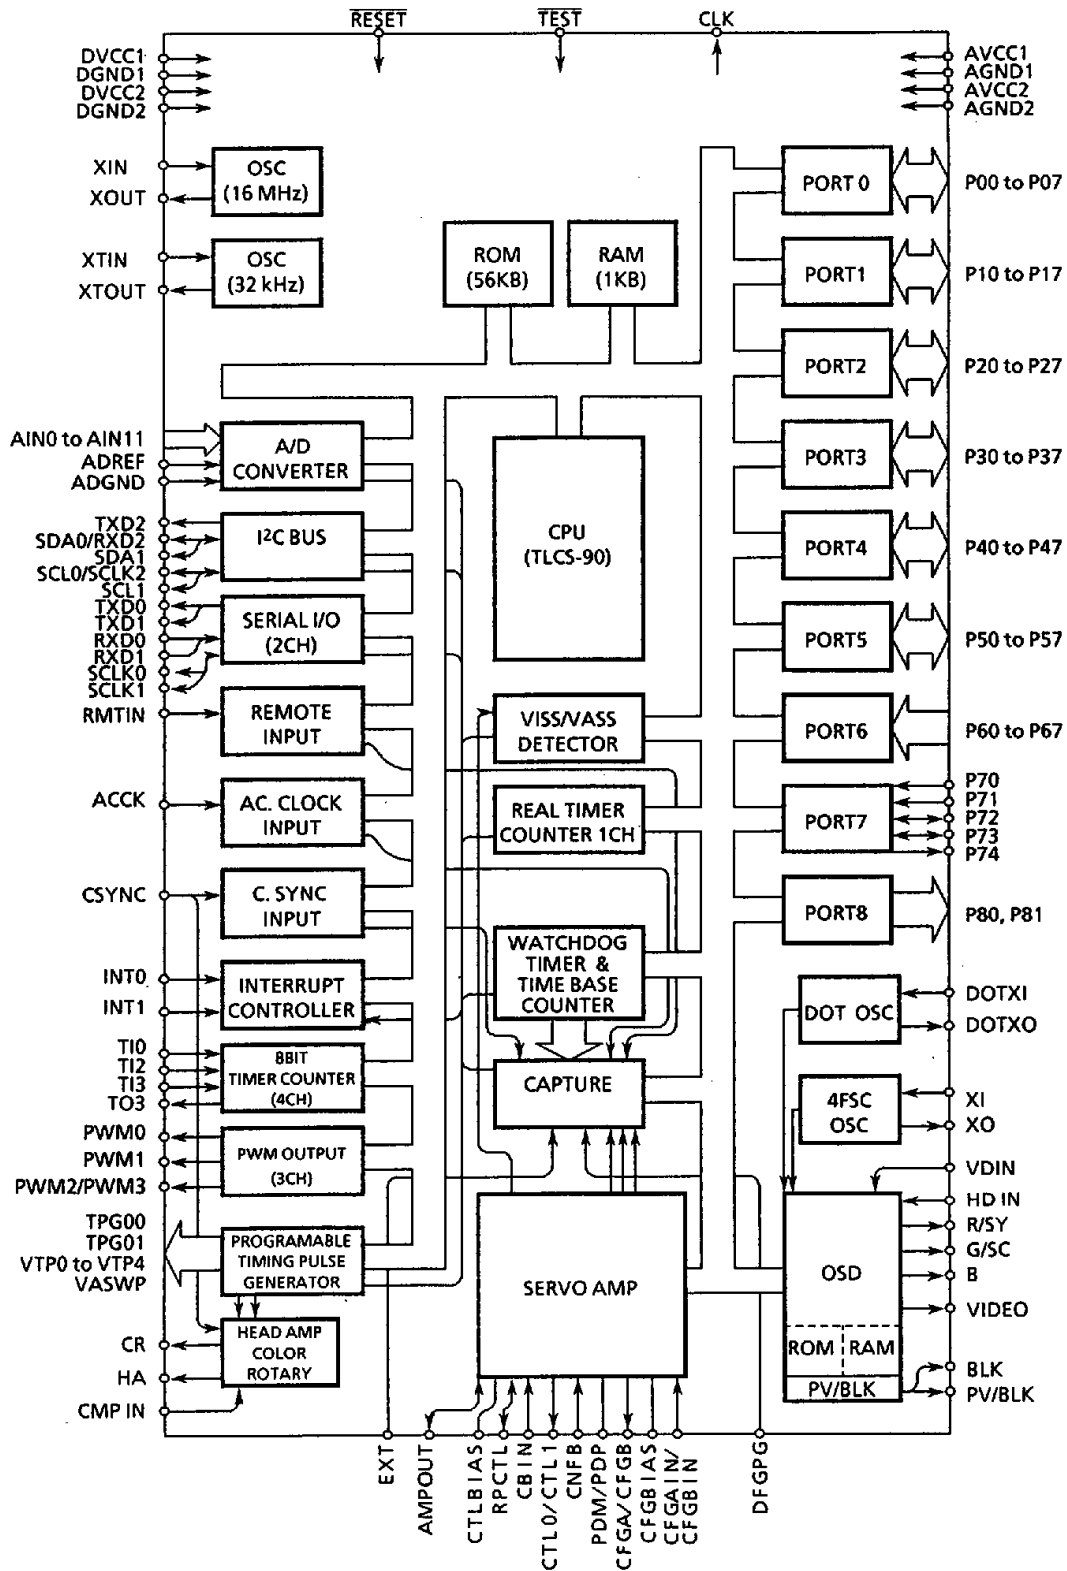 RESET TEST CLK
DVCC1
DGND1
DVCC2
DGND2
AVCC1
AGND1
AVCC2
AGND2
XIN
XOUT
OSC
(16 MHz)
XTIN
XTOUT
OSC
(32 kHz)
ROM
(56KB)
RAM
(1KB)
PORT 0
P00 to P07
PORT1
P10 to P17
PORT2
P20 to P27
PORT3
P30 to P37
PORT4
P40 to P47
PORT5
P50 to P57
PORT6
P60 to P67
PORT7
P70
P71
P72
P73
P74
PORT8
P80, P81
AIN0 to AIN11
ADREF
ADGND
A/D
CONVERTER
TXD2
SDA0/RXD2
SDA1
SCL0/SCLK2
SCL1
I²C BUS
TXD0
TXD1
RXD0
RXD1
SCLK0
SCLK1
SERIAL I/O
(2CH)
RMTIN
REMOTE
INPUT
ACCK
AC. CLOCK
INPUT
CSYNC
C. SYNC
INPUT
INT0
INT1
INTERRUPT
CONTROLLER
TI0
TI2
TI3
TO3
8BIT
TIMER COUNTER
(4CH)
PWM0
PWM1
PWM2/PWM3
PWM OUTPUT
(3CH)
TPG00
TPG01
VTP0 to VTP4
VASWP
PROGRAMABLE
TIMING PULSE
GENERATOR
CR
HA
CMP IN
HEAD AMP
COLOR
ROTARY
CPU
(TLCS-90)
VISS/VASS
DETECTOR
REAL TIMER
COUNTER 1CH
WATCHDOG
TIMER &
TIME BASE
COUNTER
CAPTURE
SERVO AMP
DOT OSC
DOTXI
DOTXO
4FSC
OSC
XI
XO
VDIN
HD IN
R/SY
G/SC
B
VIDEO
BLK
PV/BLK
OSD
ROM RAM
PV/BLK
EXT
AMPOUT
CTLBIAS
RPCTL
CBIN
CTL0/CTL1
CNFB
PDM/PDP
CFGA/CFGB
CFGBIAS
CFGAIN/
CFGBIN
DFGPG